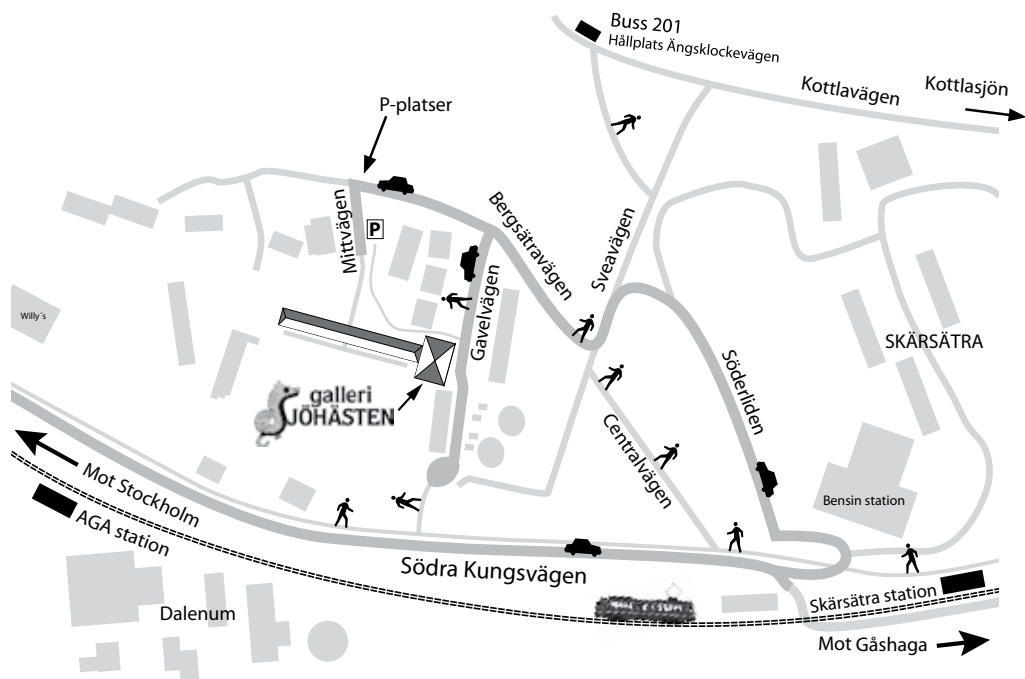 Buss 201
Hållplats Ängsklockevägen
Kottlavägen
Kottlasjön
P-platser
Mittvägen
P
Bergsätravägen
Sveavägen
Gavelvägen
Willy´s
SKÄRSÄTRA
galleri
SJÖHÄSTEN
Söderliden
Centralvägen
Bensin station
Mot Stockholm
AGA station
Södra Kungsvägen
Skärsätra station
Dalenum
Mot Gåshaga